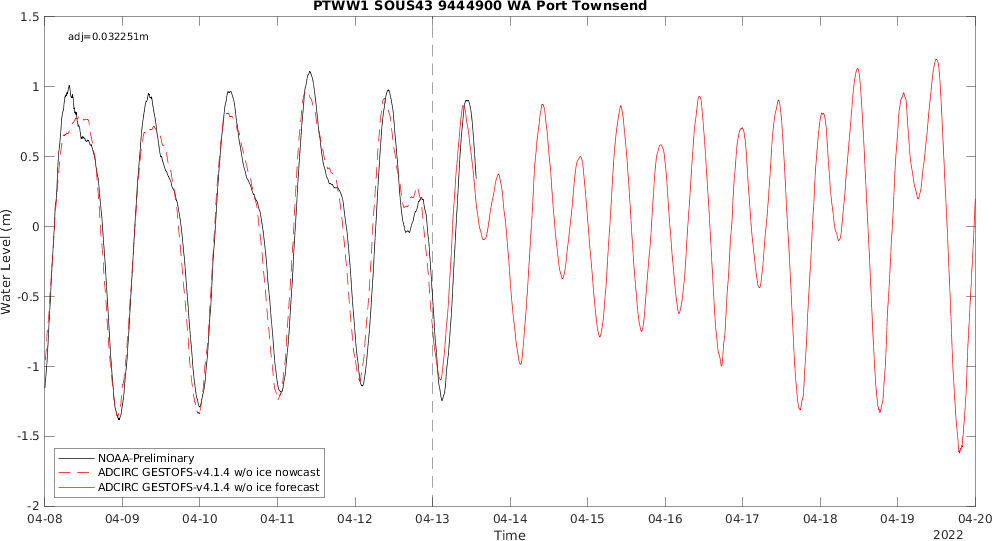 PTWW1 SOUS43 9444900 WA Port Townsend
adj=0.032251m
1.5
1
0.5
0
-0.5
-1
-1.5
-2
Water Level (m)
NOAA-Preliminary
ADCIRC GESTOFS-v4.1.4 w/o ice nowcast
ADCIRC GESTOFS-v4.1.4 w/o ice forecast
04-08 04-09 04-10 04-11 04-12 04-13 04-14 04-15 04-16 04-17 04-18 04-19 04-20
Time
2022